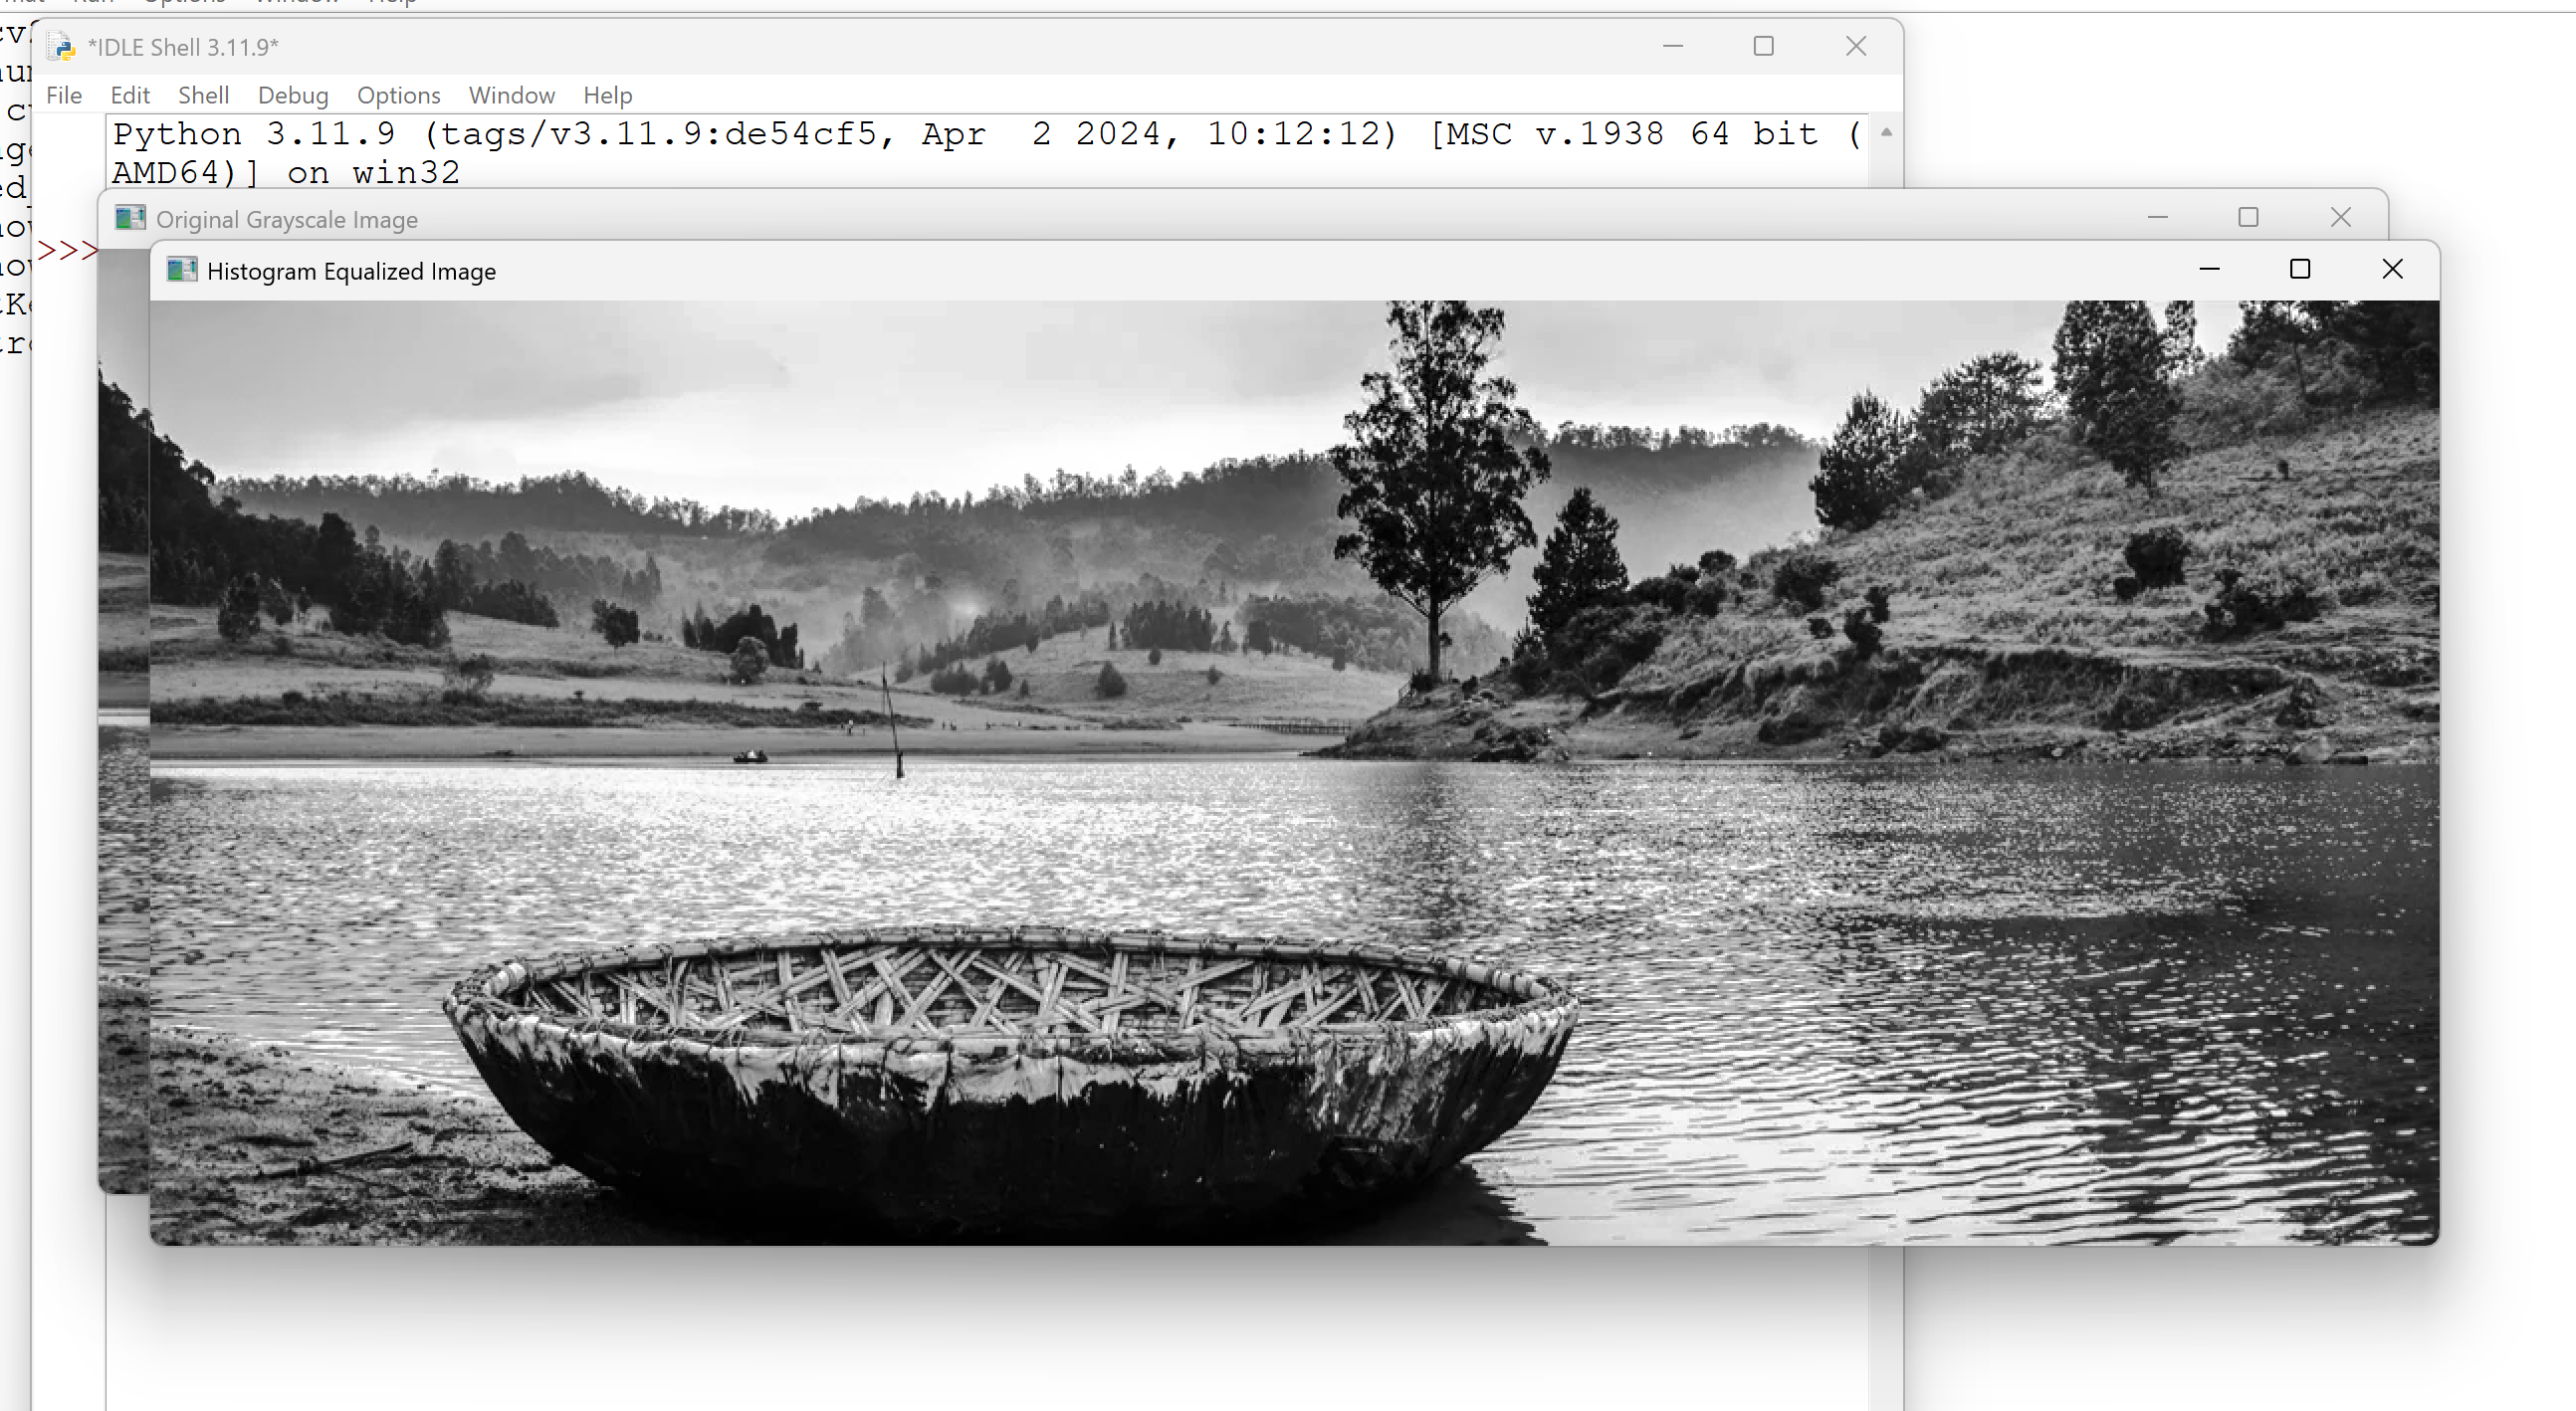 *IDLE Shell 3.11.9*
File Edit Shell Debug Options Window Help
Python 3.11.9 (tags/v3.11.9:de54cf5, Apr  2 2024, 10:12:12) [MSC v.1938 64 bit (
AMD64)] on win32
Original Grayscale Image
>>>
Histogram Equalized Image